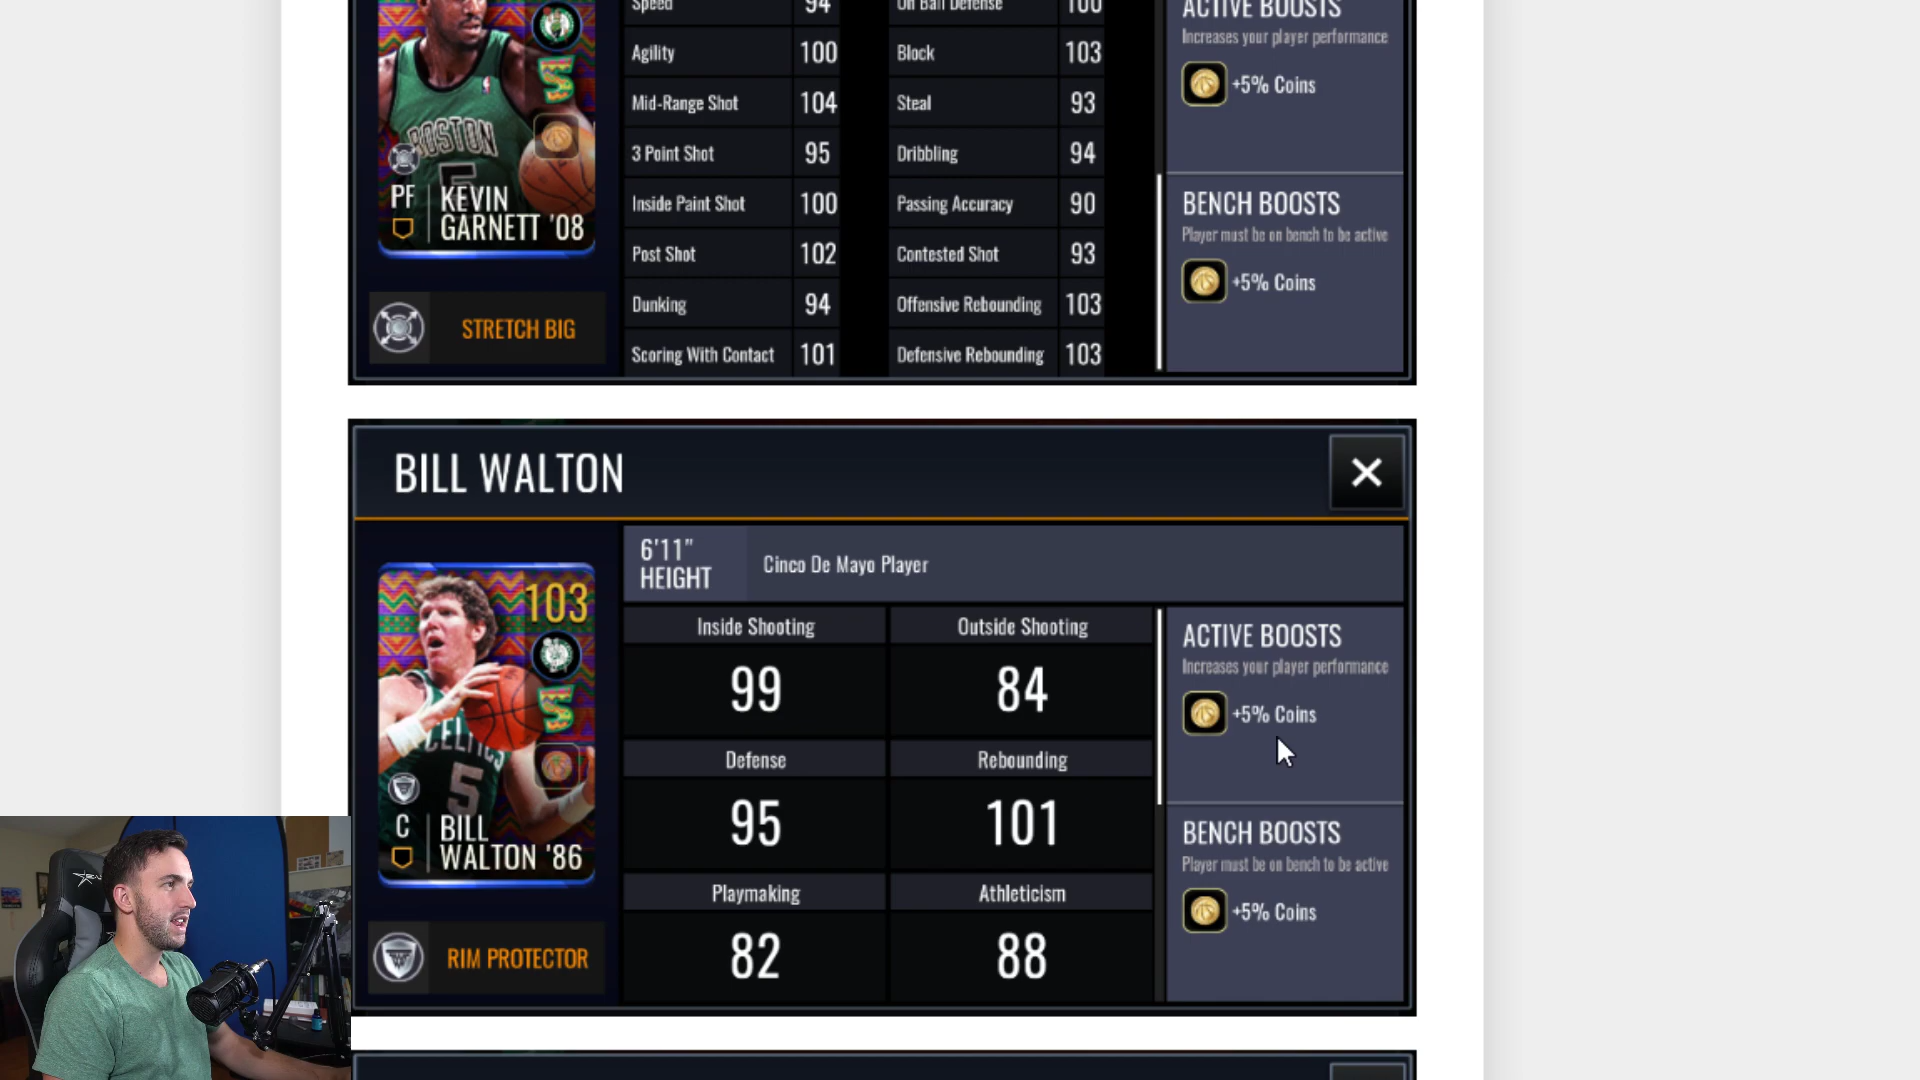 Speed 94 On Ball Defense 100
Agility 100 Block 103
Mid-Range Shot 104 Steal 93
3 Point Shot 95 Dribbling 94
Inside Paint Shot 100 Passing Accuracy 90
Post Shot 102 Contested Shot 93
Dunking 94 Offensive Rebounding 103
Scoring With Contact 101 Defensive Rebounding 103
BOSTON
5
PF KEVIN
GARNETT '08
STRETCH BIG
ACTIVE BOOSTS
Increases your player performance
+5% Coins
BENCH BOOSTS
Player must be on bench to be active
+5% Coins
BILL WALTON
6'11"
HEIGHT
Cinco De Mayo Player
103
5
CELTICS
5
C BILL
WALTON '86
RIM PROTECTOR
Inside Shooting Outside Shooting
99 84
Defense Rebounding
95 101
Playmaking Athleticism
82 88
ACTIVE BOOSTS
Increases your player performance
+5% Coins
BENCH BOOSTS
Player must be on bench to be active
+5% Coins